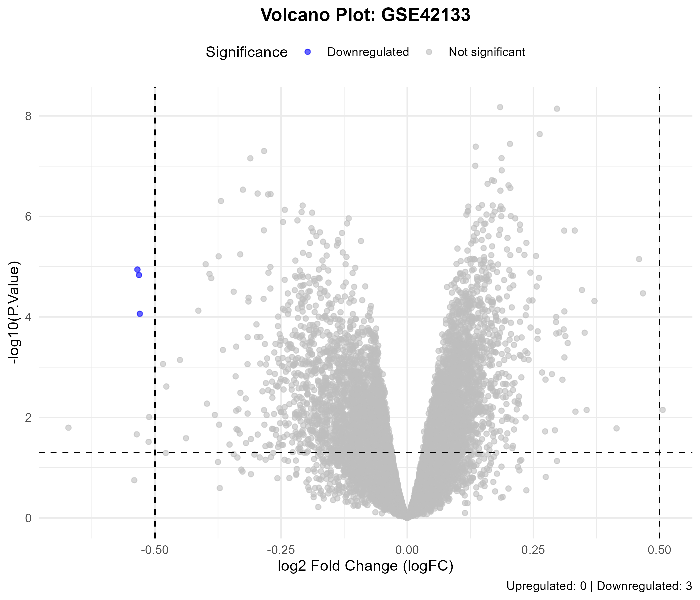 Volcano Plot: GSE42133
Significance Downregulated Not significant
8
6
4
2
0
-log10(P.Value)
-0.50 -0.25 0.00 0.25 0.50
log2 Fold Change (logFC)
Upregulated: 0 | Downregulated: 3